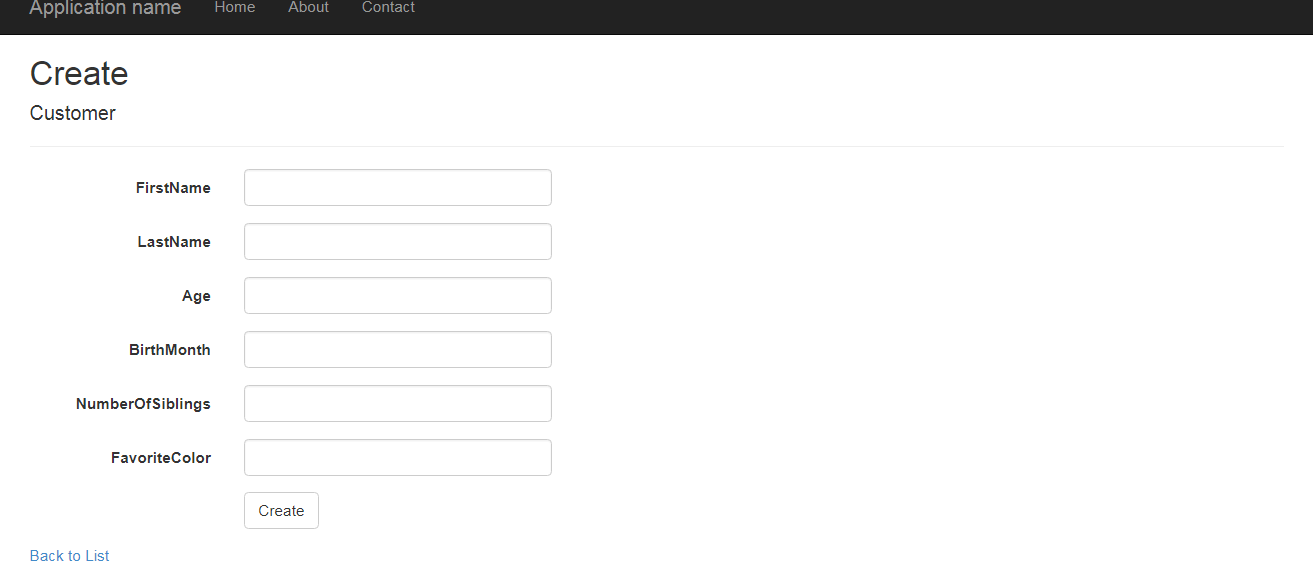 Application name Home About Contact
Create
Customer
FirstName
LastName
Age
BirthMonth
NumberOfSiblings
FavoriteColor
Create
Back to List